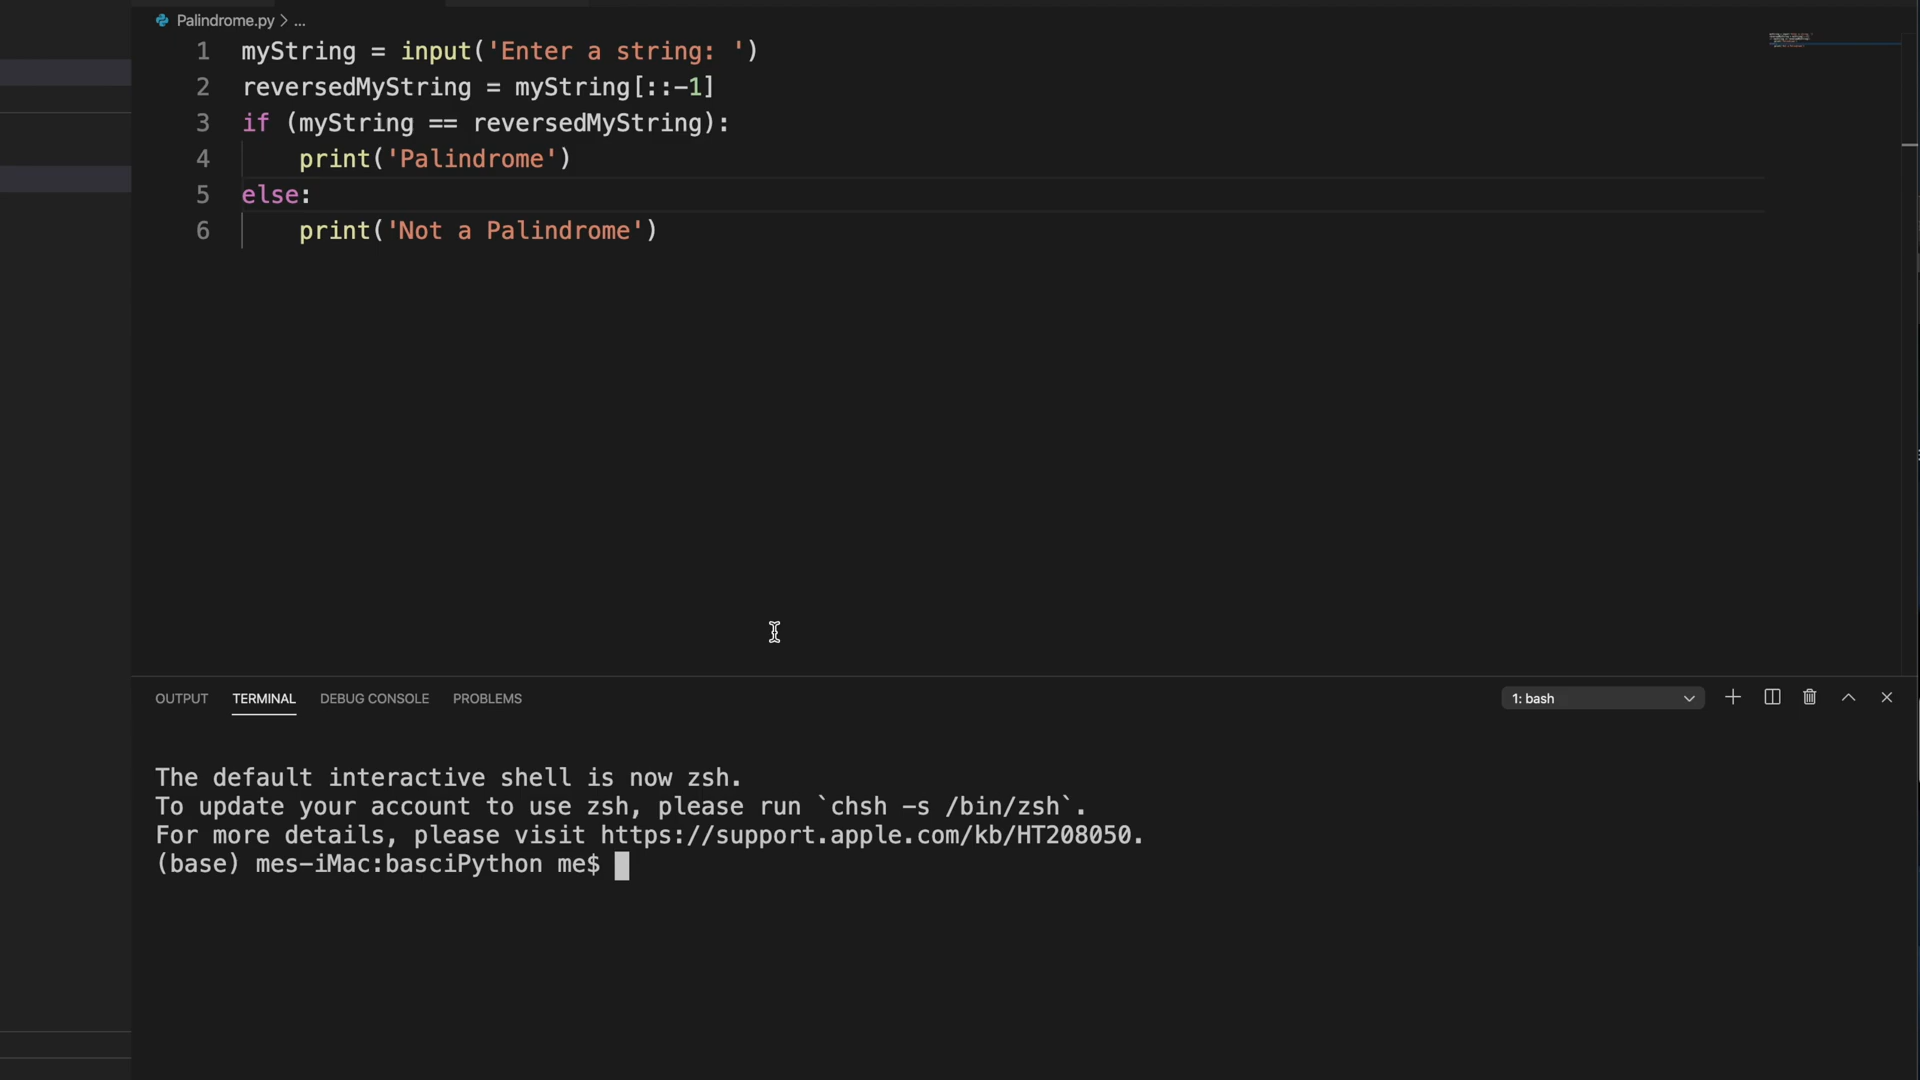 Palindrome.py > ...
1 myString = input('Enter a string: ')
2 reversedMyString = myString[::-1]
3 if (myString == reversedMyString):
4     print('Palindrome')
5 else:
6     print('Not a Palindrome')
OUTPUT TERMINAL DEBUG CONSOLE PROBLEMS 1: bash
The default interactive shell is now zsh.
To update your account to use zsh, please run `chsh -s /bin/zsh`.
For more details, please visit https://support.apple.com/kb/HT208050.
(base) mes-iMac:basciPython me$